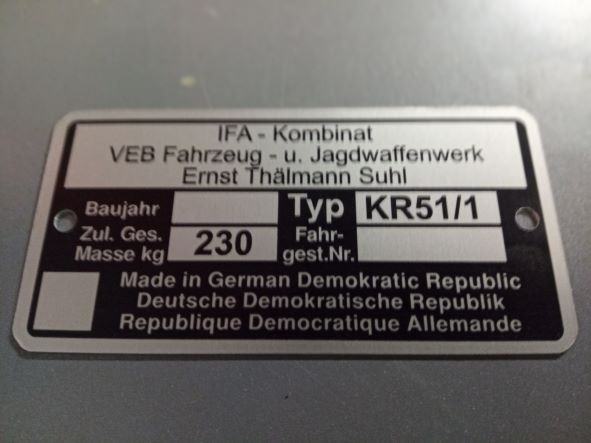 IFA - Kombinat
VEB Fahrzeug - u. Jagdwaffenwerk
Ernst Thälmann Suhl
Baujahr Typ KR51/1
Zul. Ges. Masse kg 230 Fahr-gest.Nr.
Made in German Demokratic Republic
Deutsche Demokratische Republik
Republique Democratique Allemande